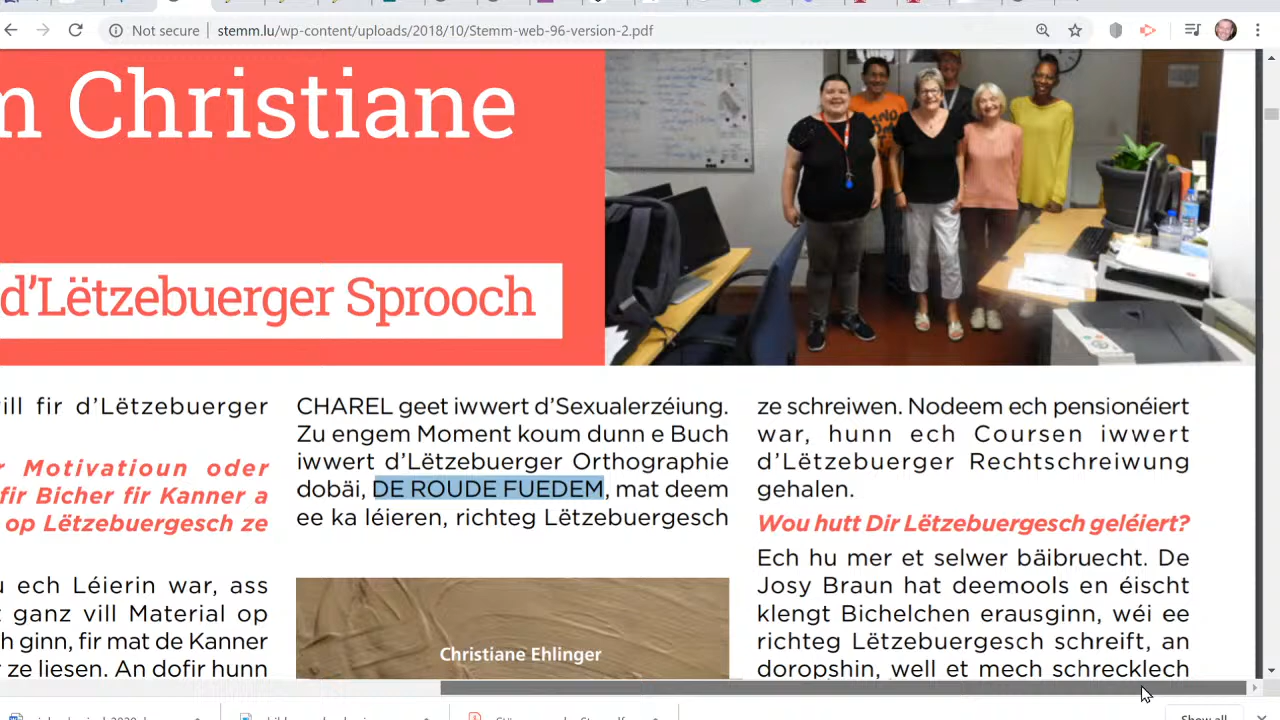 Not secure stemm.lu/wp-content/uploads/2018/10/Stemm-web-96-version-2.pdf
Christiane
d'Lëtzebuerger Sprooch
fir d'Lëtzebuerger
Motivatioun oder
fir Bicher fir Kanner a
op Lëtzebuergesch ze
ech Léierin war, ass
ganz vill Material op
ginn, fir mat de Kanner
ze liesen. An dofir hunn
CHAREL geet iwwert d'Sexualerzéiung.
Zu engem Moment koum dunn e Buch
iwwert d'Lëtzebuerger Orthographie
dobäi, DE ROUDE FUEDEM, mat deem
ee ka léieren, richteg Lëtzebuergesch
Christiane Ehlinger
ze schreiwen. Nodeem ech pensionéiert
war, hunn ech Coursen iwwert
d'Lëtzebuerger Rechtschreiwung
gehalen.
Wou hutt Dir Lëtzebuergesch geléiert?
Ech hu mer et selwer bäibruecht. De
Josy Braun hat deemools en éischt
klengt Bichelchen erausginn, wéi ee
richteg Lëtzebuergesch schreift, an
doropshin, well et mech schrecklech
Show all